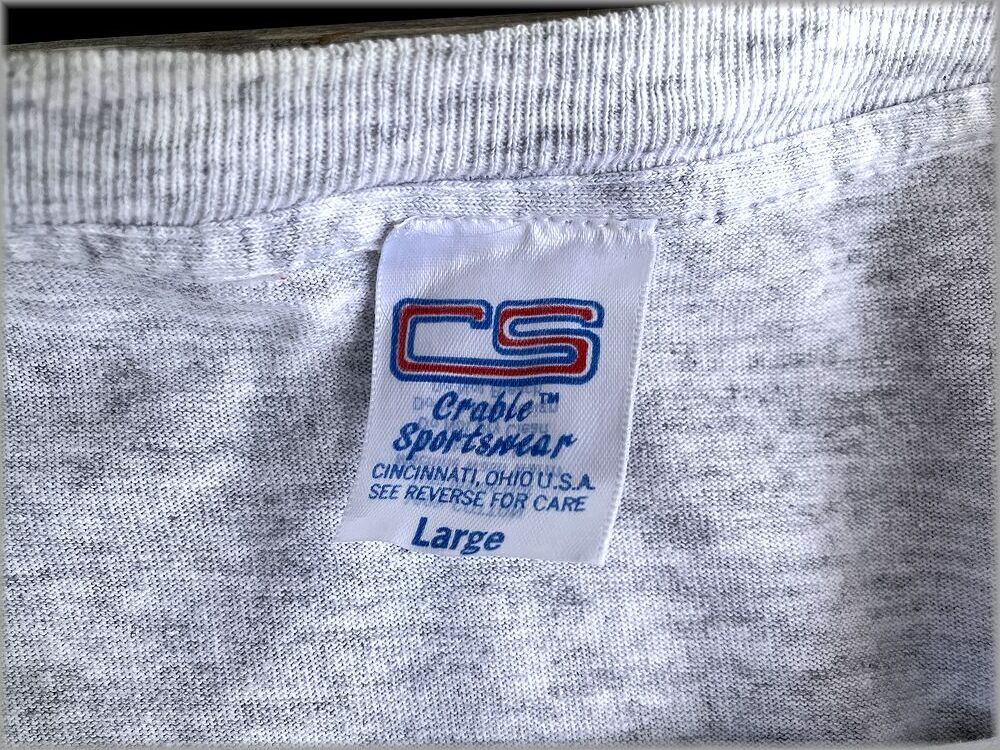 CS
Crable™
Sportswear
CINCINNATI, OHIO U.S.A.
SEE REVERSE FOR CARE
Large